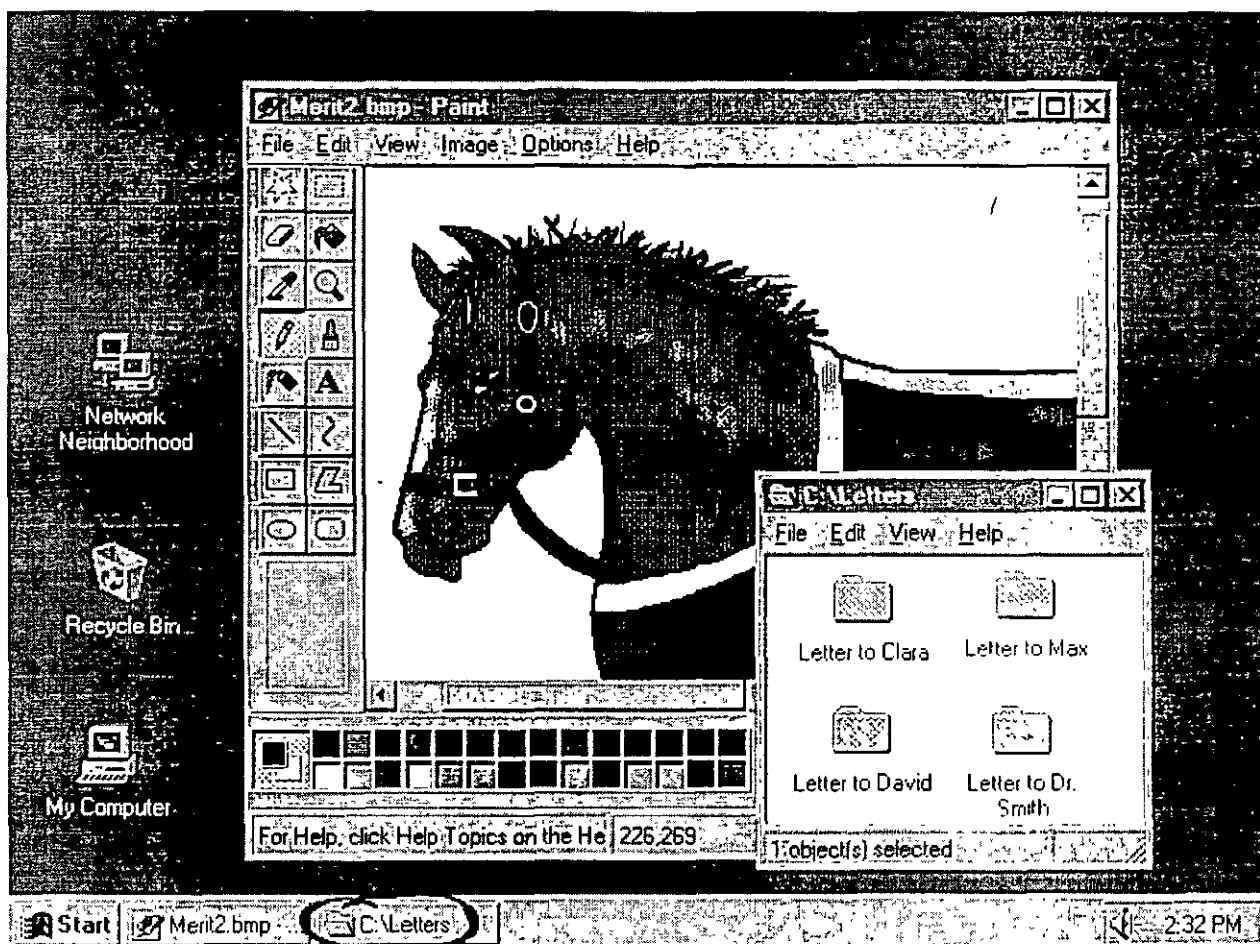 Merit2.bmp - Paint
File Edit View Image Options Help
A
Network
Neighborhood
Recycle Bin
My Computer
For Help, click Help Topics on the He 226,269
C:\Letters
File Edit View Help
Letter to Clara Letter to Max
Letter to David Letter to Dr.
Smith
1 object(s) selected
Start Merit2.bmp ... C:\Letters 2:32 PM